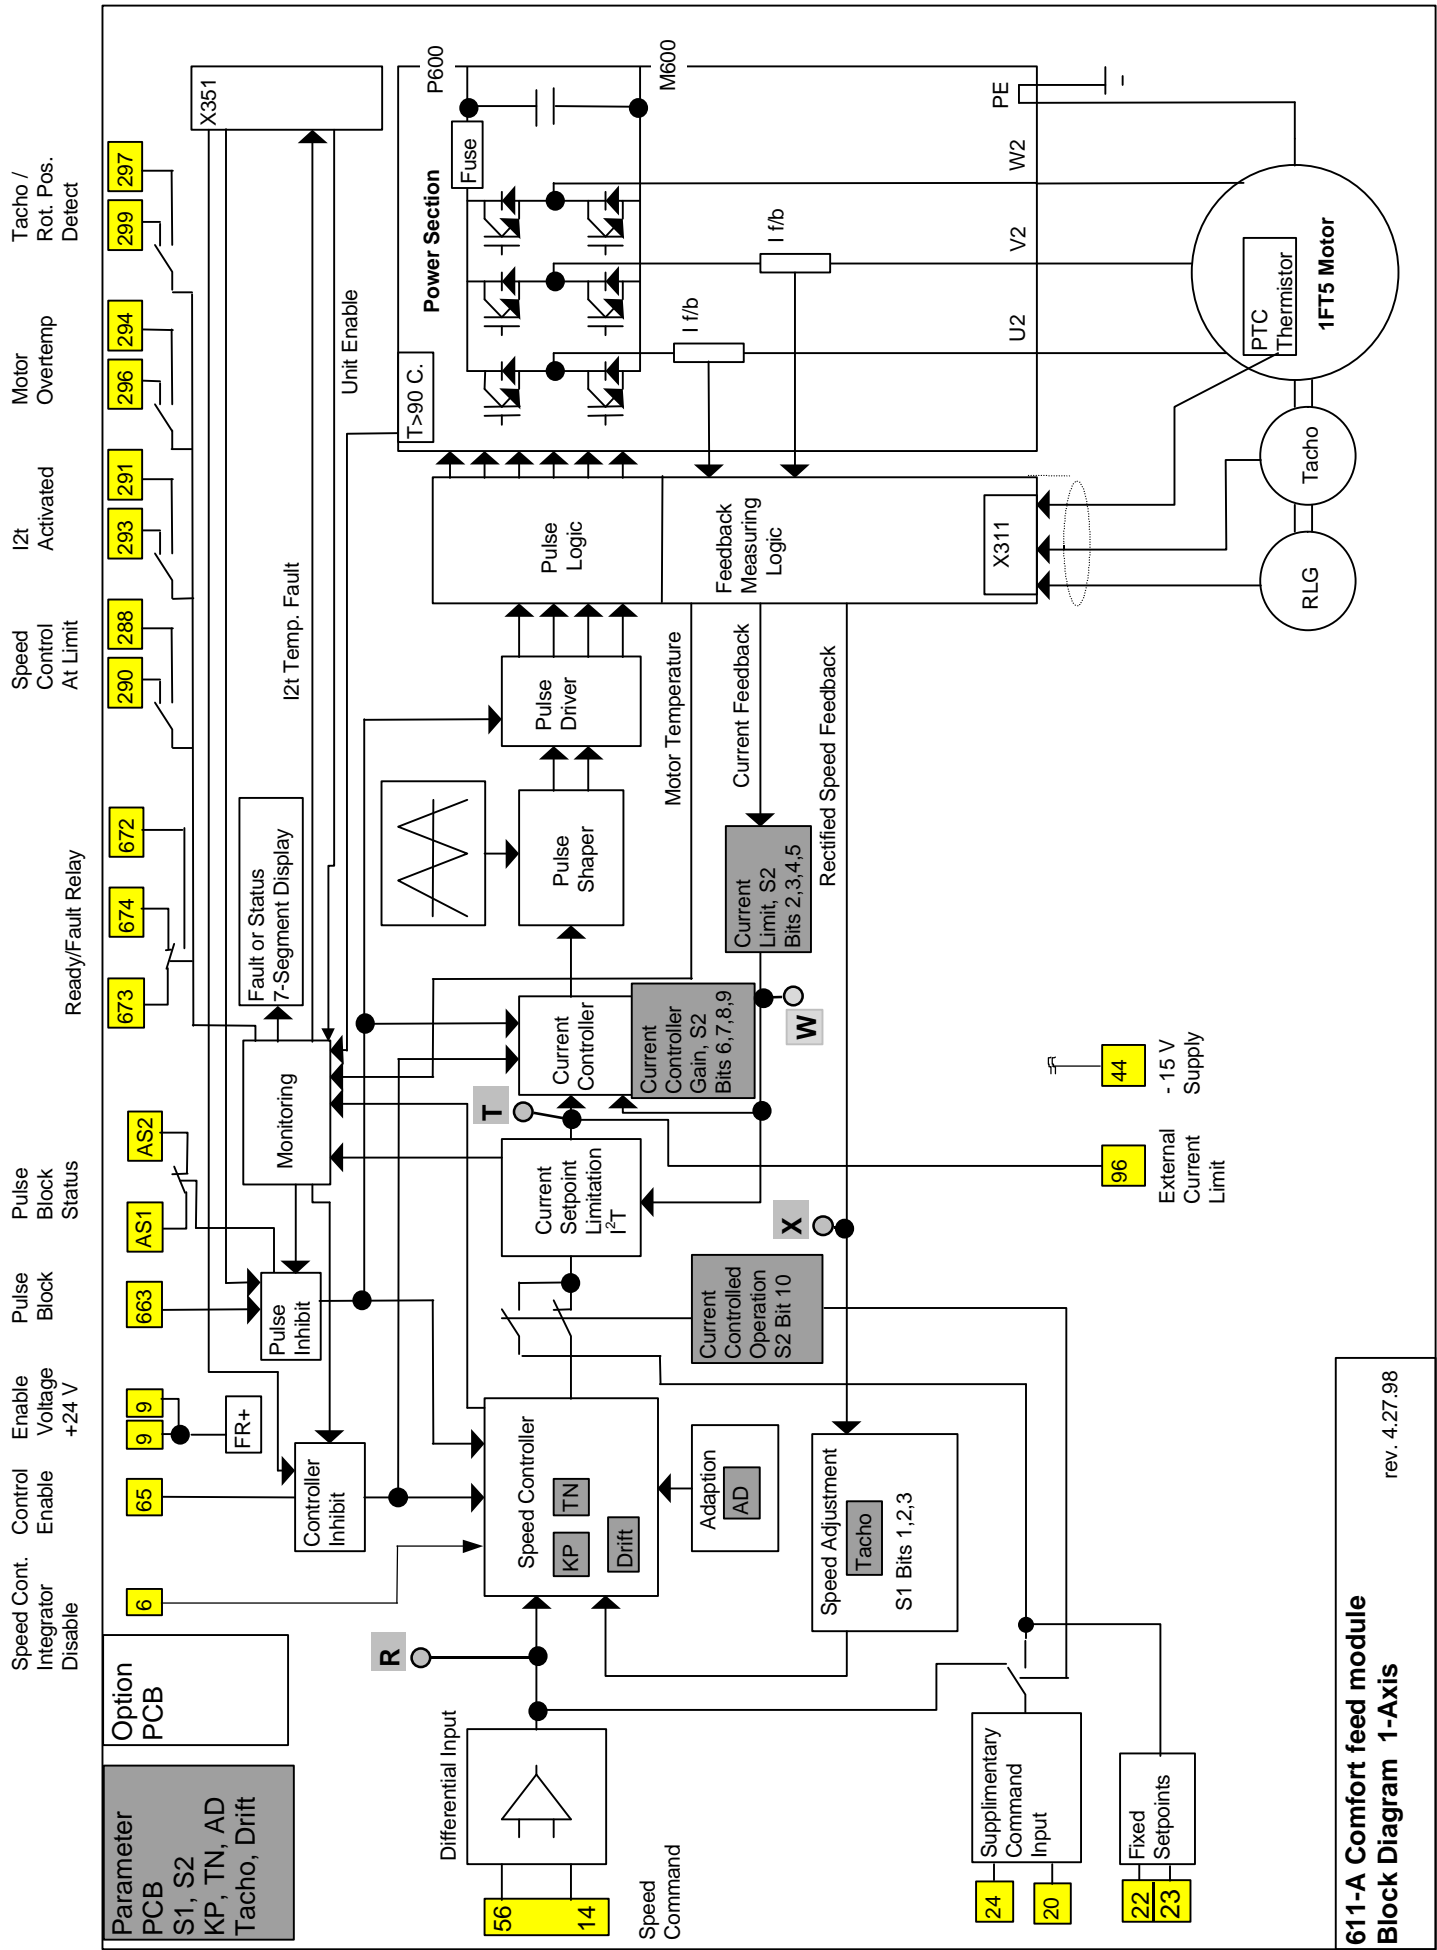 Parameter
PCB
S1, S2
KP, TN, AD
Tacho, Drift
Option
PCB
Speed Cont.
Integrator
Disable
6
Control
Enable
65
Enable
Voltage
+24 V
9
9
FR+
Pulse
Block
663
Pulse
Block
Status
AS1
AS2
Ready/Fault Relay
673
674
672
Speed
Control
At Limit
290
288
I2t
Activated
293
291
Motor
Overtemp
296
294
Tacho /
Rot. Pos.
Detect
299
297
X351
Controller
Inhibit
Pulse
Inhibit
Monitoring
Fault or Status
7-Segment Display
I2t Temp. Fault
Unit Enable
Differential Input
56
14
Speed
Command
R
Speed Controller
KP
TN
Drift
Adaption
AD
Speed Adjustment
Tacho
S1 Bits 1,2,3
Current
Setpoint
Limitation
I2T
T
Current
Controller
Current
Controller
Gain, S2
Bits 6,7,8,9
Current
Controlled
Operation
S2 Bit 10
X
W
Pulse
Shaper
Pulse
Driver
Pulse
Logic
Feedback
Measuring
Logic
X311
Motor Temperature
Current Feedback
Current
Limit, S2
Bits 2,3,4,5
Rectified Speed Feedback
T>90 C.
Power Section
Fuse
P600
M600
I f/b
I f/b
U2
V2
W2
PE
PTC
Thermistor
1FT5 Motor
Tacho
RLG
24
20
Supplimentary
Command
Input
22
23
Fixed
Setpoints
96
External
Current
Limit
44
- 15 V
Supply
611-A Comfort feed module
Block Diagram 1-Axis
rev. 4.27.98